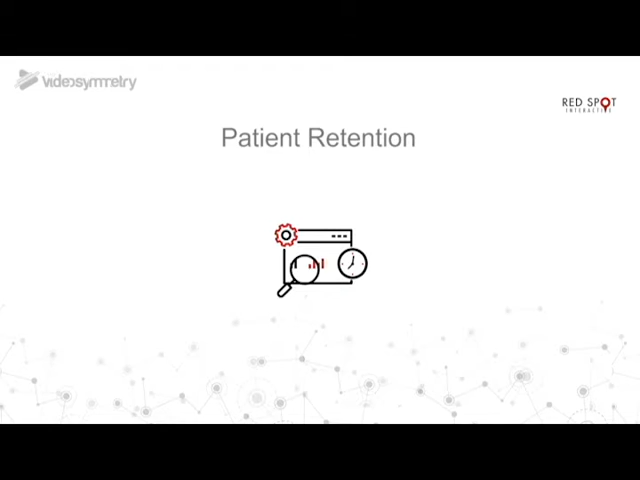 videosymmetry
RED SPOT
INTERACTIVE
Patient Retention